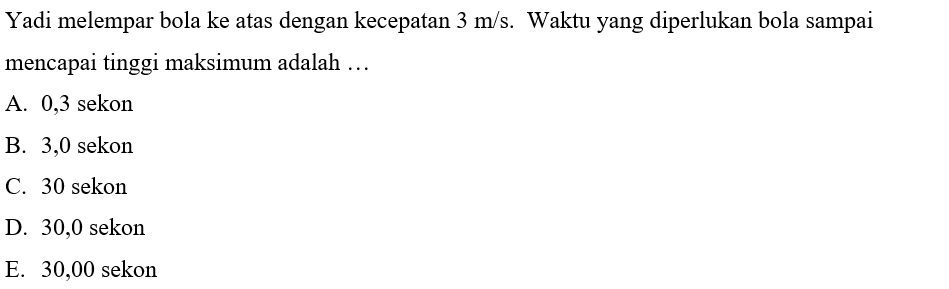 Yadi melempar bola ke atas dengan kecepatan 3 m/s. Waktu yang diperlukan bola sampai
mencapai tinggi maksimum adalah …
A. 0,3 sekon
B. 3,0 sekon
C. 30 sekon
D. 30,0 sekon
E. 30,00 sekon